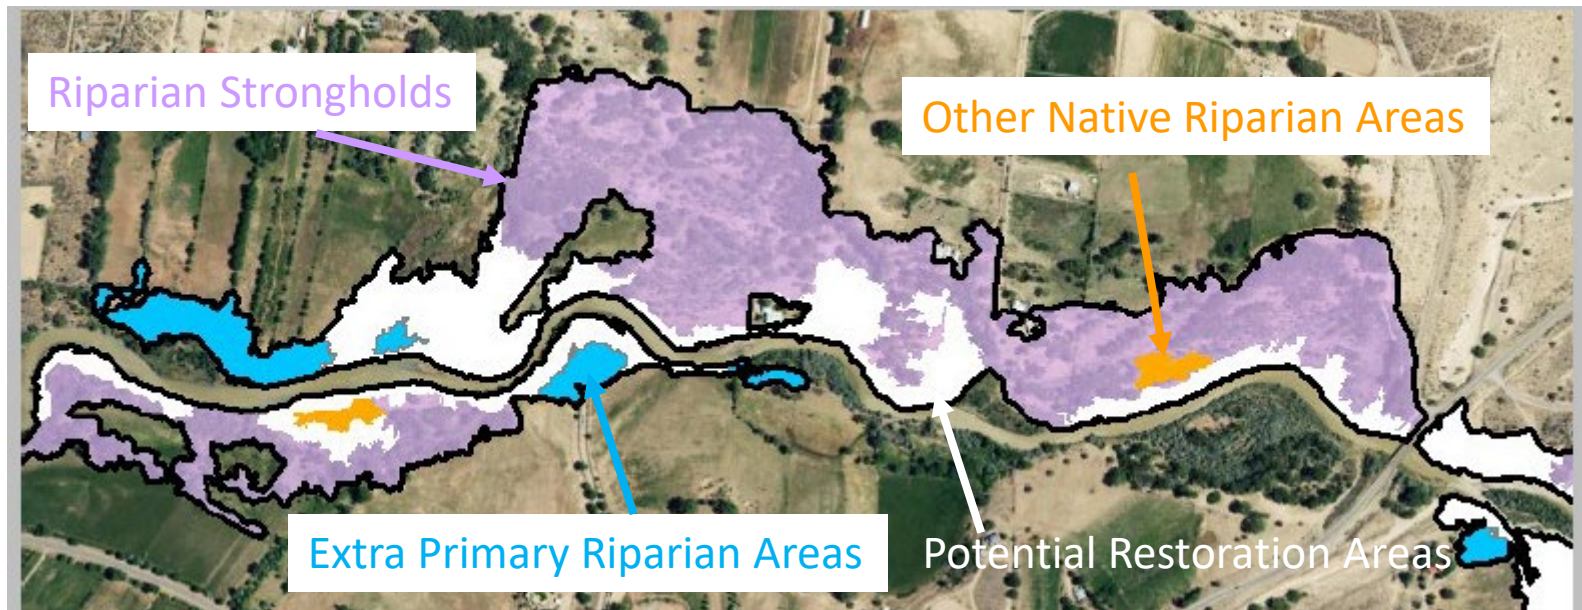 Riparian Strongholds
Other Native Riparian Areas
Extra Primary Riparian Areas
Potential Restoration Areas